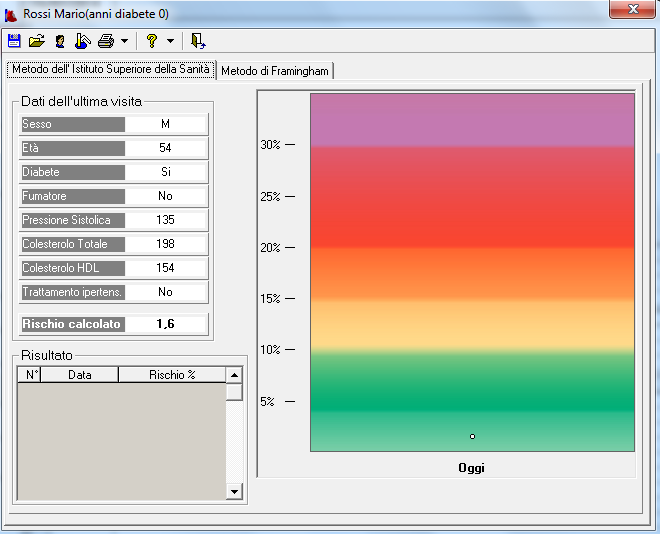 Rossi Mario(anni diabete 0)
Metodo dell' Istituto Superiore della Sanità
Metodo di Framingham
Dati dell'ultima visita
Sesso M
Età 54
Diabete Si
Fumatore No
Pressione Sistolica 135
Colesterolo Totale 198
Colesterolo HDL 154
Trattamento ipertens. No
Rischio calcolato 1,6
Risultato
N° Data Rischio %
30%
25%
20%
15%
10%
5%
Oggi